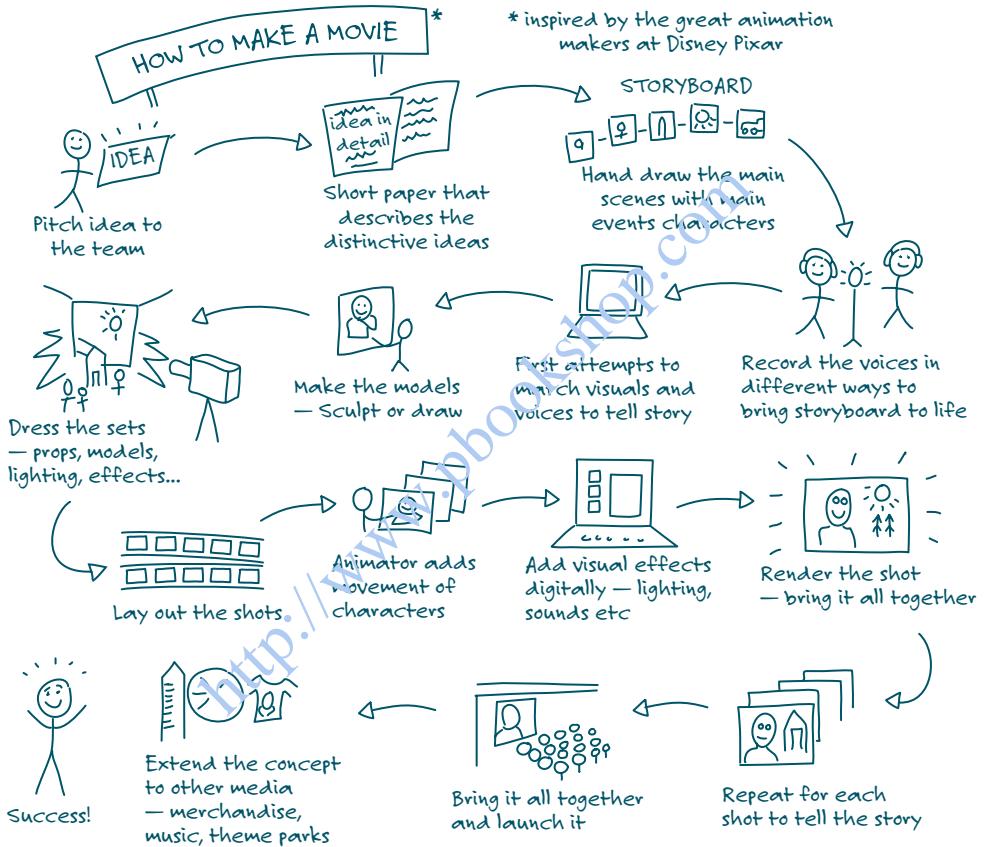 HOW TO MAKE A MOVIE *
* inspired by the great animation
makers at Disney Pixar
IDEA
Pitch idea to
the team
idea in
detail
Short paper that
describes the
distinctive ideas
STORYBOARD
Hand draw the main
scenes with main
events characters
Record the voices in
different ways to
bring storyboard to life
First attempts to
match visuals and
voices to tell story
Make the models
— Sculpt or draw
Dress the sets
— props, models,
lighting, effects...
Lay out the shots
Animator adds
movement of
characters
Add visual effects
digitally — lighting,
sounds etc
Render the shot
— bring it all together
Repeat for each
shot to tell the story
Bring it all together
and launch it
Extend the concept
to other media
— merchandise,
music, theme parks
Success!
http://www.pbookshop.com